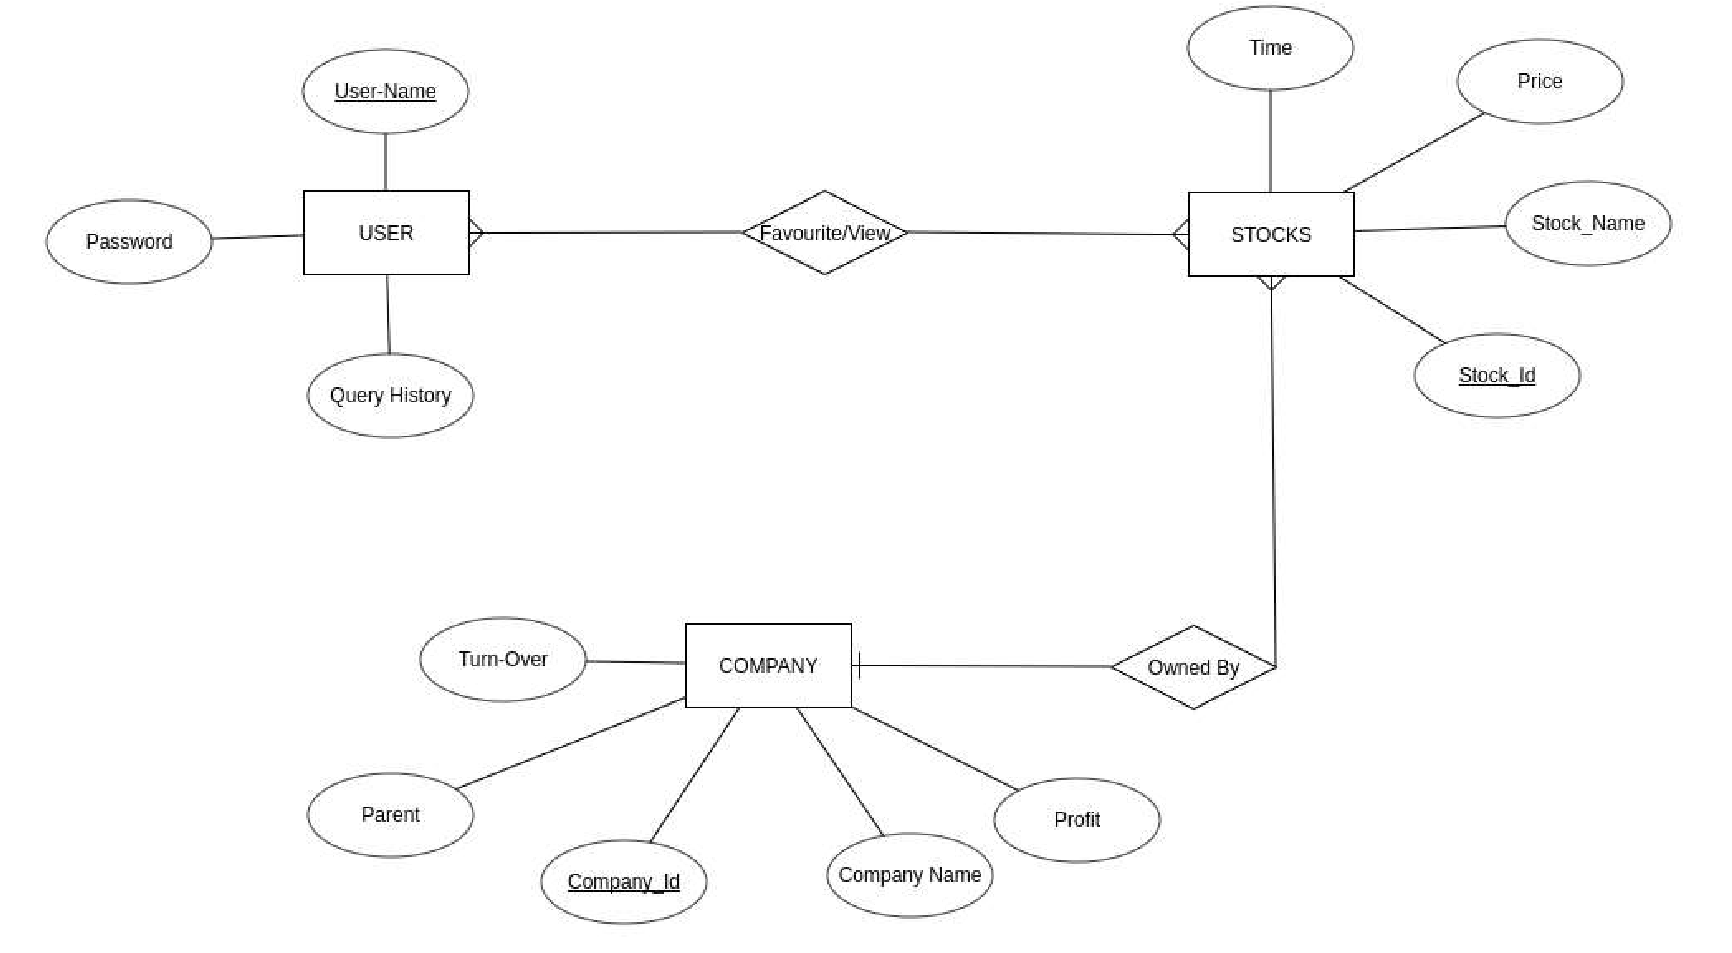 Time
Price
User-Name
Password
USER
Favourite/View
STOCKS
Stock_Name
Query History
Stock_Id
Turn-Over
COMPANY
Owned By
Parent
Company_Id
Company Name
Profit